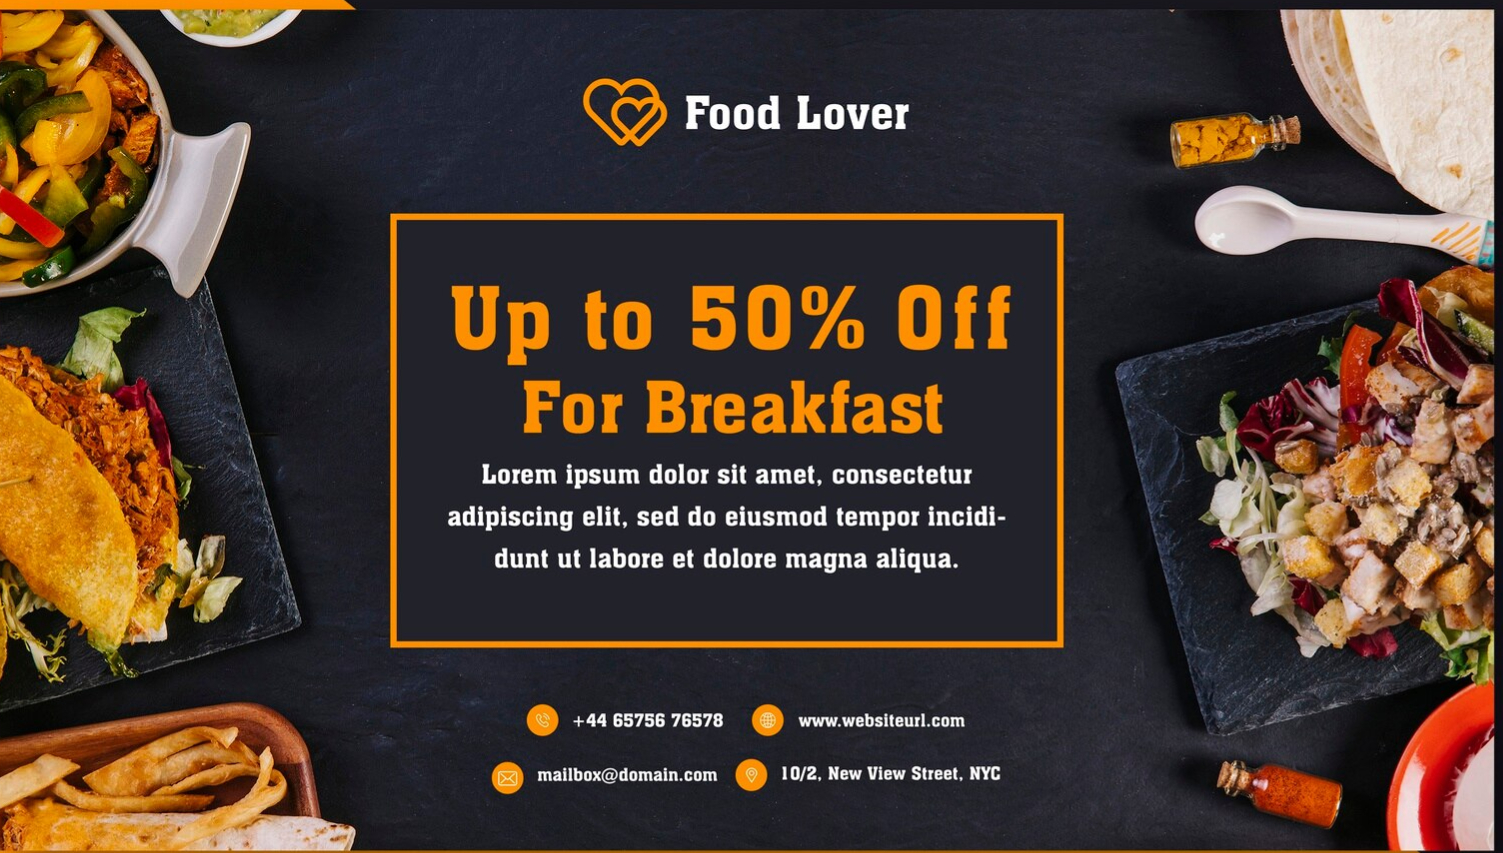 Food Lover
Up to 50% Off
For Breakfast
Lorem ipsum dolor sit amet, consectetur
adipiscing elit, sed do eiusmod tempor incidi-
dunt ut labore et dolore magna aliqua.
+44 65756 76578 www.websiteurl.com
mailbox@domain.com 10/2, New View Street, NYC